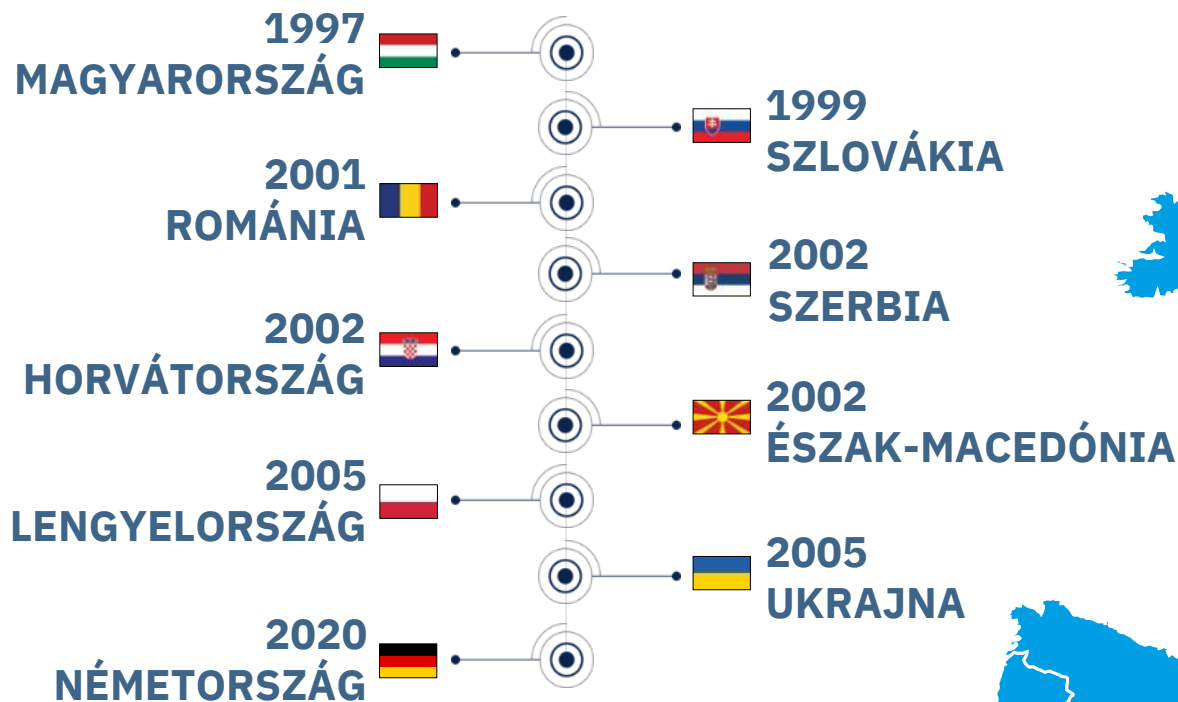 1997
MAGYARORSZÁG
1999
SZLOVÁKIA
2001
ROMÁNIA
2002
SZERBIA
2002
HORVÁTORSZÁG
2002
ÉSZAK-MACEDÓNIA
2005
LENGYELORSZÁG
2005
UKRAJNA
2020
NÉMETORSZÁG